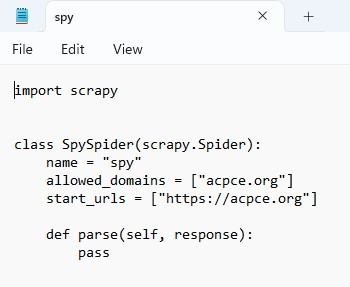 spy
File Edit View
import scrapy
class SpySpider(scrapy.Spider):
    name = "spy"
    allowed_domains = ["acpce.org"]
    start_urls = ["https://acpce.org"]
    def parse(self, response):
        pass